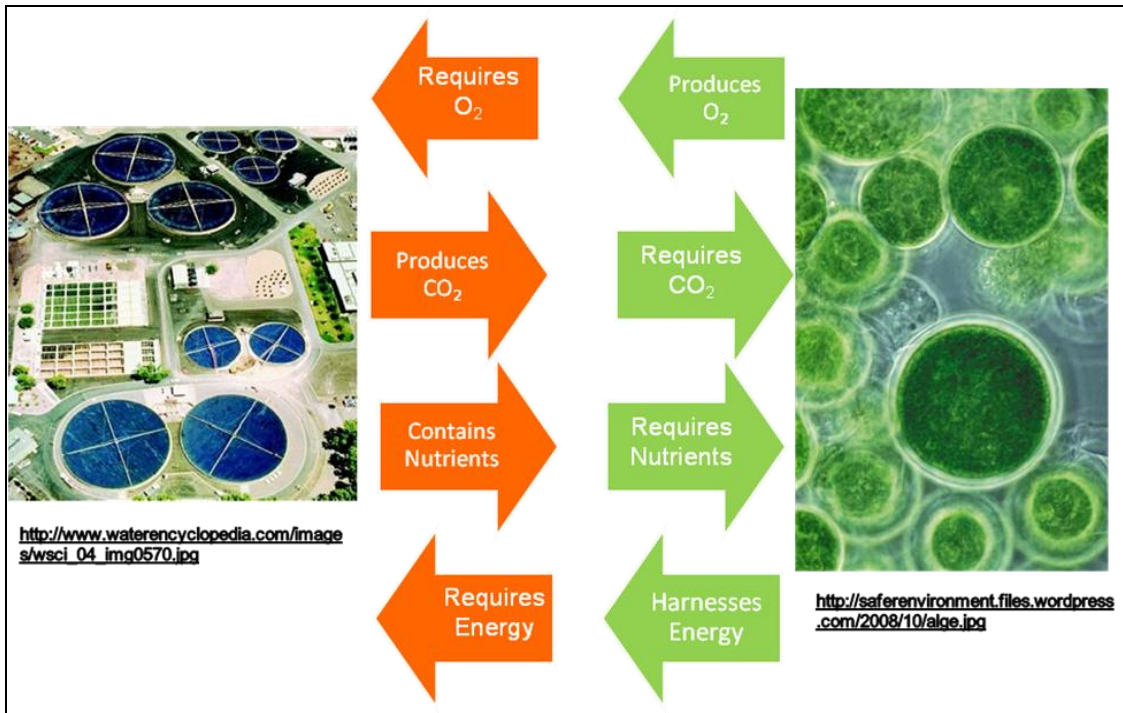 Requires
O₂
Produces
O₂
Produces
CO₂
Requires
CO₂
Contains
Nutrients
Requires
Nutrients
Requires
Energy
Harnesses
Energy
http://www.waterencyclopedia.com/image
s/wsci_04_img0570.jpg
http://saferenvironment.files.wordpress
.com/2008/10/alge.jpg